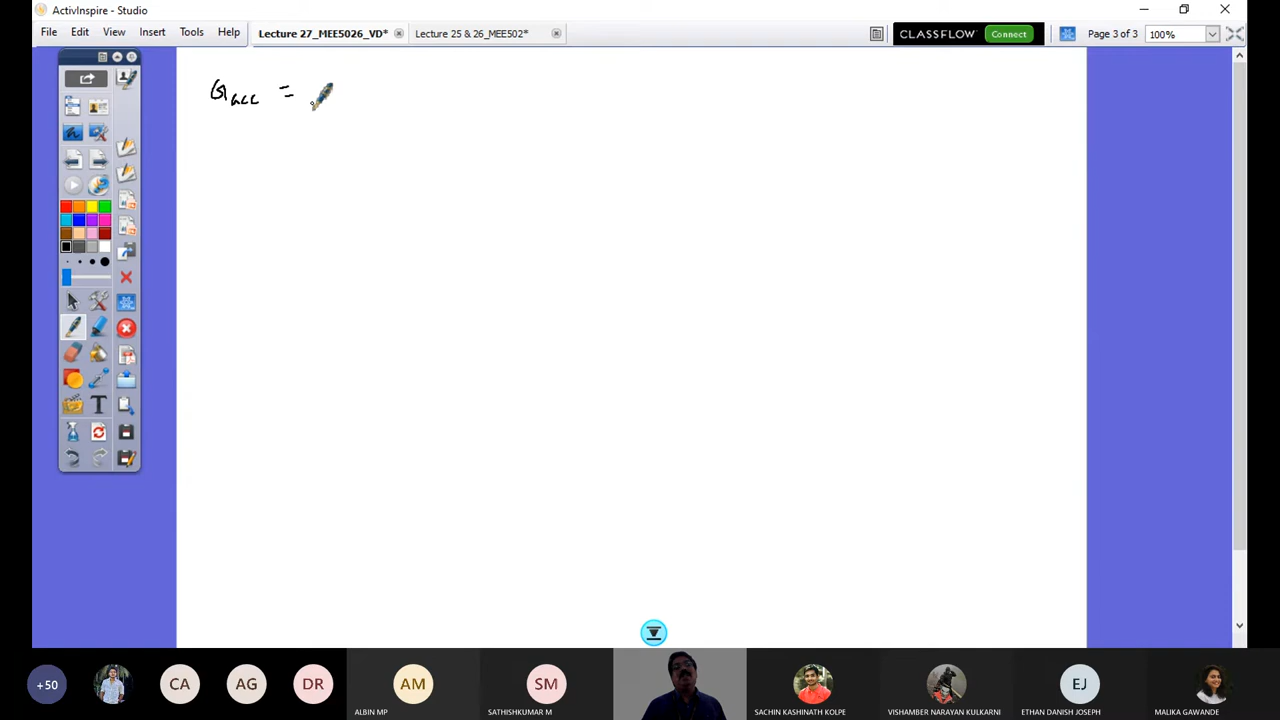 ActivInspire - Studio
File Edit View Insert Tools Help Lecture 27_MEE5026_VD* Lecture 25 & 26_MEE502* CLASSFLOW Connect Page 3 of 3 100%
Gacc =
T
+50 CA AG DR AM SM EJ
ALBIN MP SATHISHKUMAR M SACHIN KASHINATH KOLPE VISHAMBER NARAYAN KULKARNI ETHAN DANISH JOSEPH MALIKA GAWANDE